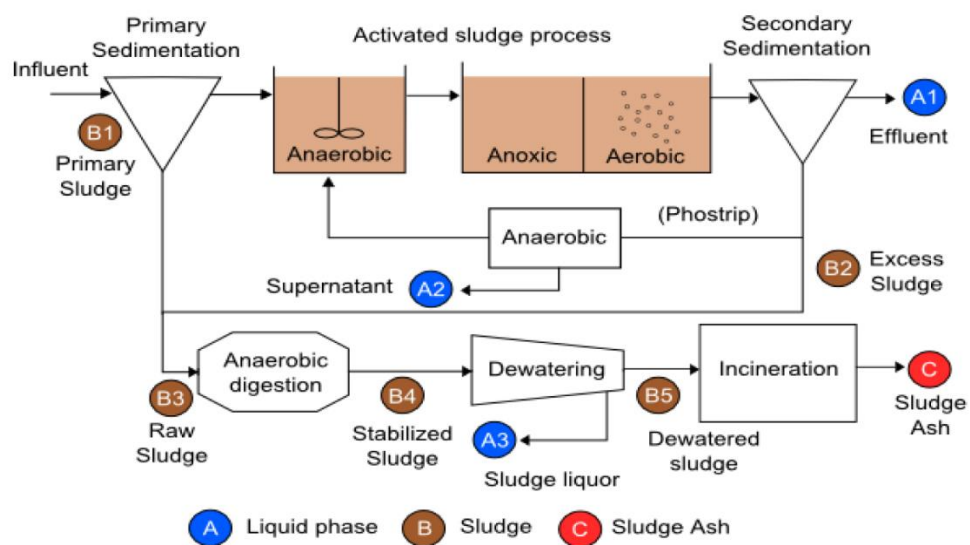 Primary
Sedimentation
Activated sludge process
Secondary
Sedimentation
Influent
B1
Primary
Sludge
Anaerobic
Anoxic
Aerobic
A1
Effluent
Anaerobic
(Phostrip)
B2
Excess
Sludge
Supernatant
A2
Anaerobic
digestion
Dewatering
Incineration
B3
Raw
Sludge
B4
Stabilized
Sludge
A3
Sludge liquor
B5
Dewatered
sludge
C
Sludge
Ash
A Liquid phase B Sludge C Sludge Ash